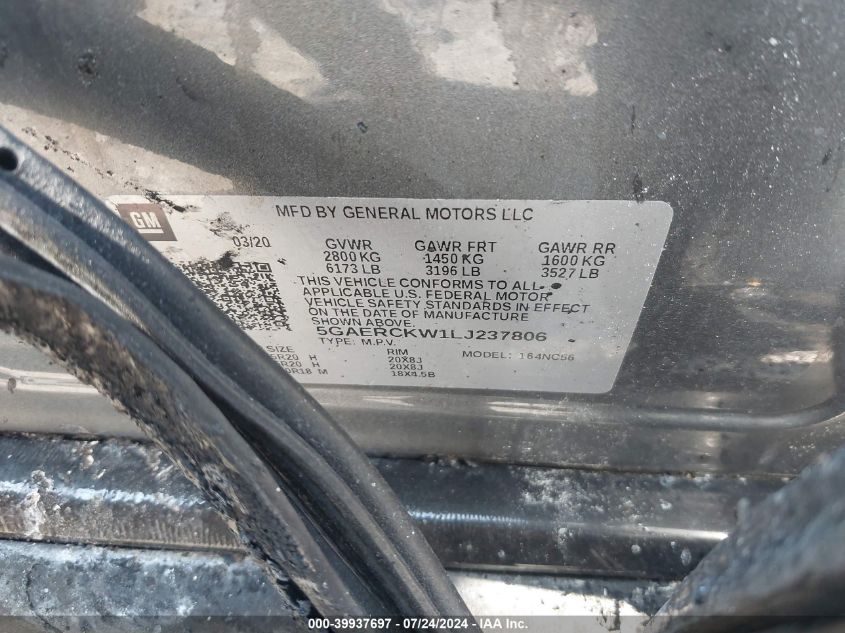 GM
MFD BY GENERAL MOTORS LLC
03/20 GVWR GAWR FRT GAWR RR
2800 KG 1450 KG 1600 KG
6173 LB 3196 LB 3527 LB
THIS VEHICLE CONFORMS TO ALL
APPLICABLE U.S. FEDERAL MOTOR
VEHICLE SAFETY STANDARDS IN EFFECT
ON THE DATE OF MANUFACTURE
SHOWN ABOVE.
5GAERCKW1LJ237806
TYPE: M.P.V. MODEL: 164NC56
SIZE RIM
5R20 H 20X8J
R20 H 20X8J
0R18 M 18X4.5B
000-39937697 - 07/24/2024 - IAA Inc.